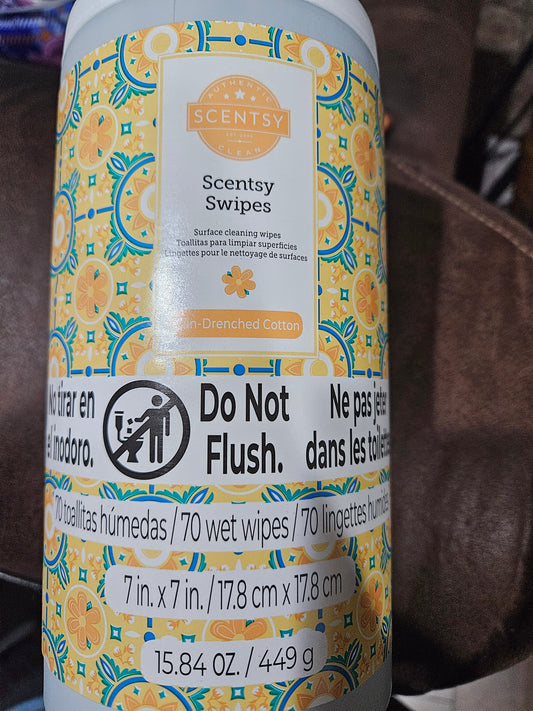 AUTHENTIC
SCENTSY
EST. 2004
CLEAN
Scentsy
Swipes
Surface cleaning wipes
Toallitas para limpiar superficies
Lingettes pour le nettoyage de surfaces
-Drenched Cotton
No tirar en
el inodoro.
Do Not
Flush.
Ne pas jeter
dans les toilettes
70 toallitas húmedas / 70 wet wipes / 70 lingettes humides
7 in. x 7 in. / 17.8 cm x 17.8 cm
15.84 OZ. / 449 g